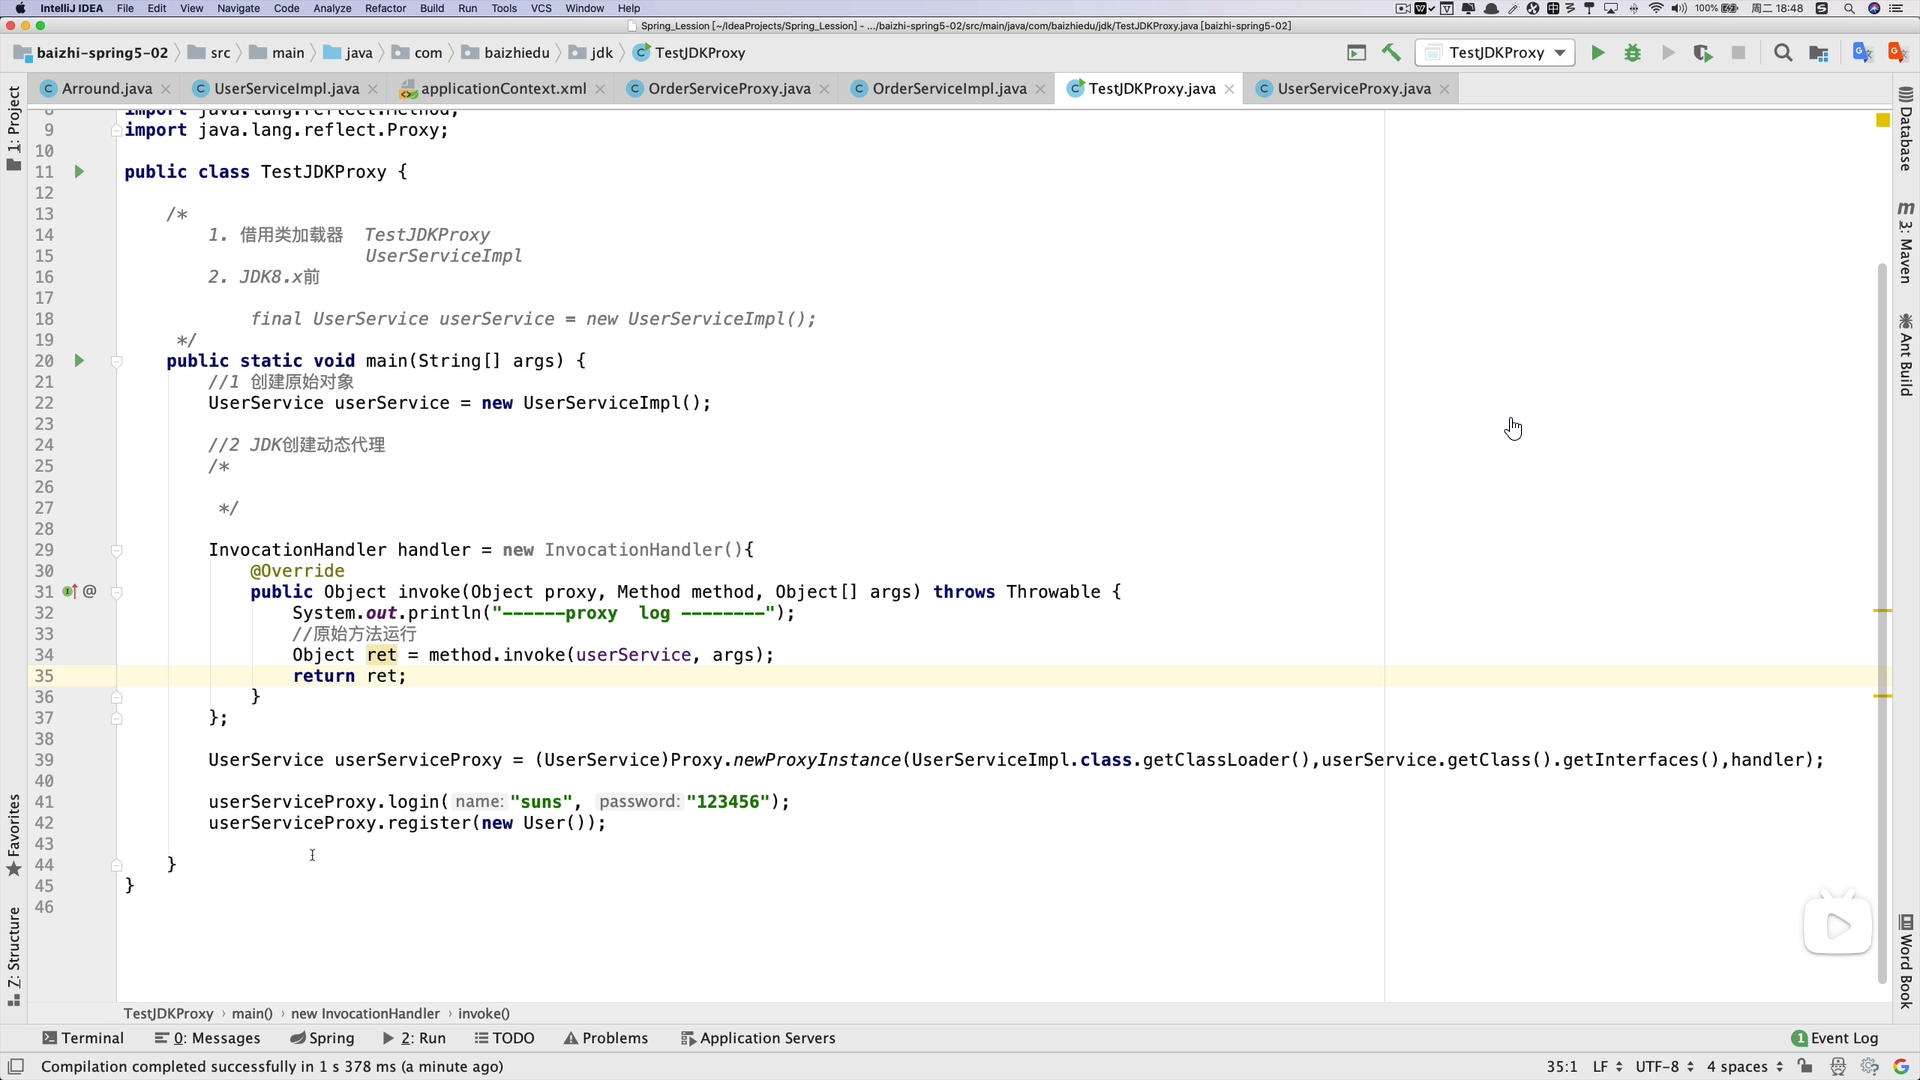 IntelliJ IDEA File Edit View Navigate Code Analyze Refactor Build Run Tools VCS Window Help 100% 周二 18:48
Spring_Lession [~/IdeaProjects/Spring_Lession] - .../baizhi-spring5-02/src/main/java/com/baizhiedu/jdk/TestJDKProxy.java [baizhi-spring5-02]
baizhi-spring5-02 src main java com baizhiedu jdk TestJDKProxy TestJDKProxy
Arround.java UserServiceImpl.java applicationContext.xml OrderServiceProxy.java OrderServiceImpl.java TestJDKProxy.java UserServiceProxy.java
1: Project
Z: Structure
Favorites
Database
m 3: Maven
Ant Build
Word Book
8 import java.lang.reflect.Method;
9 import java.lang.reflect.Proxy;
10
11 public class TestJDKProxy {
12
13 /*
14 1. 借用类加载器 TestJDKProxy
15 UserServiceImpl
16 2. JDK8.x前
17
18 final UserService userService = new UserServiceImpl();
19 */
20 public static void main(String[] args) {
21 //1 创建原始对象
22 UserService userService = new UserServiceImpl();
23
24 //2 JDK创建动态代理
25 /*
26
27 */
28
29 InvocationHandler handler = new InvocationHandler(){
30 @Override
31 @ public Object invoke(Object proxy, Method method, Object[] args) throws Throwable {
32 System.out.println("------proxy  log --------");
33 //原始方法运行
34 Object ret = method.invoke(userService, args);
35 return ret;
36 }
37 };
38
39 UserService userServiceProxy = (UserService)Proxy.newProxyInstance(UserServiceImpl.class.getClassLoader(),userService.getClass().getInterfaces(),handler);
40
41 userServiceProxy.login( name: "suns", password: "123456");
42 userServiceProxy.register(new User());
43
44 }
45 }
46
TestJDKProxy › main() › new InvocationHandler › invoke()
Terminal 0: Messages Spring 2: Run TODO Problems Application Servers 1 Event Log
Compilation completed successfully in 1 s 378 ms (a minute ago) 35:1 LF UTF-8 4 spaces